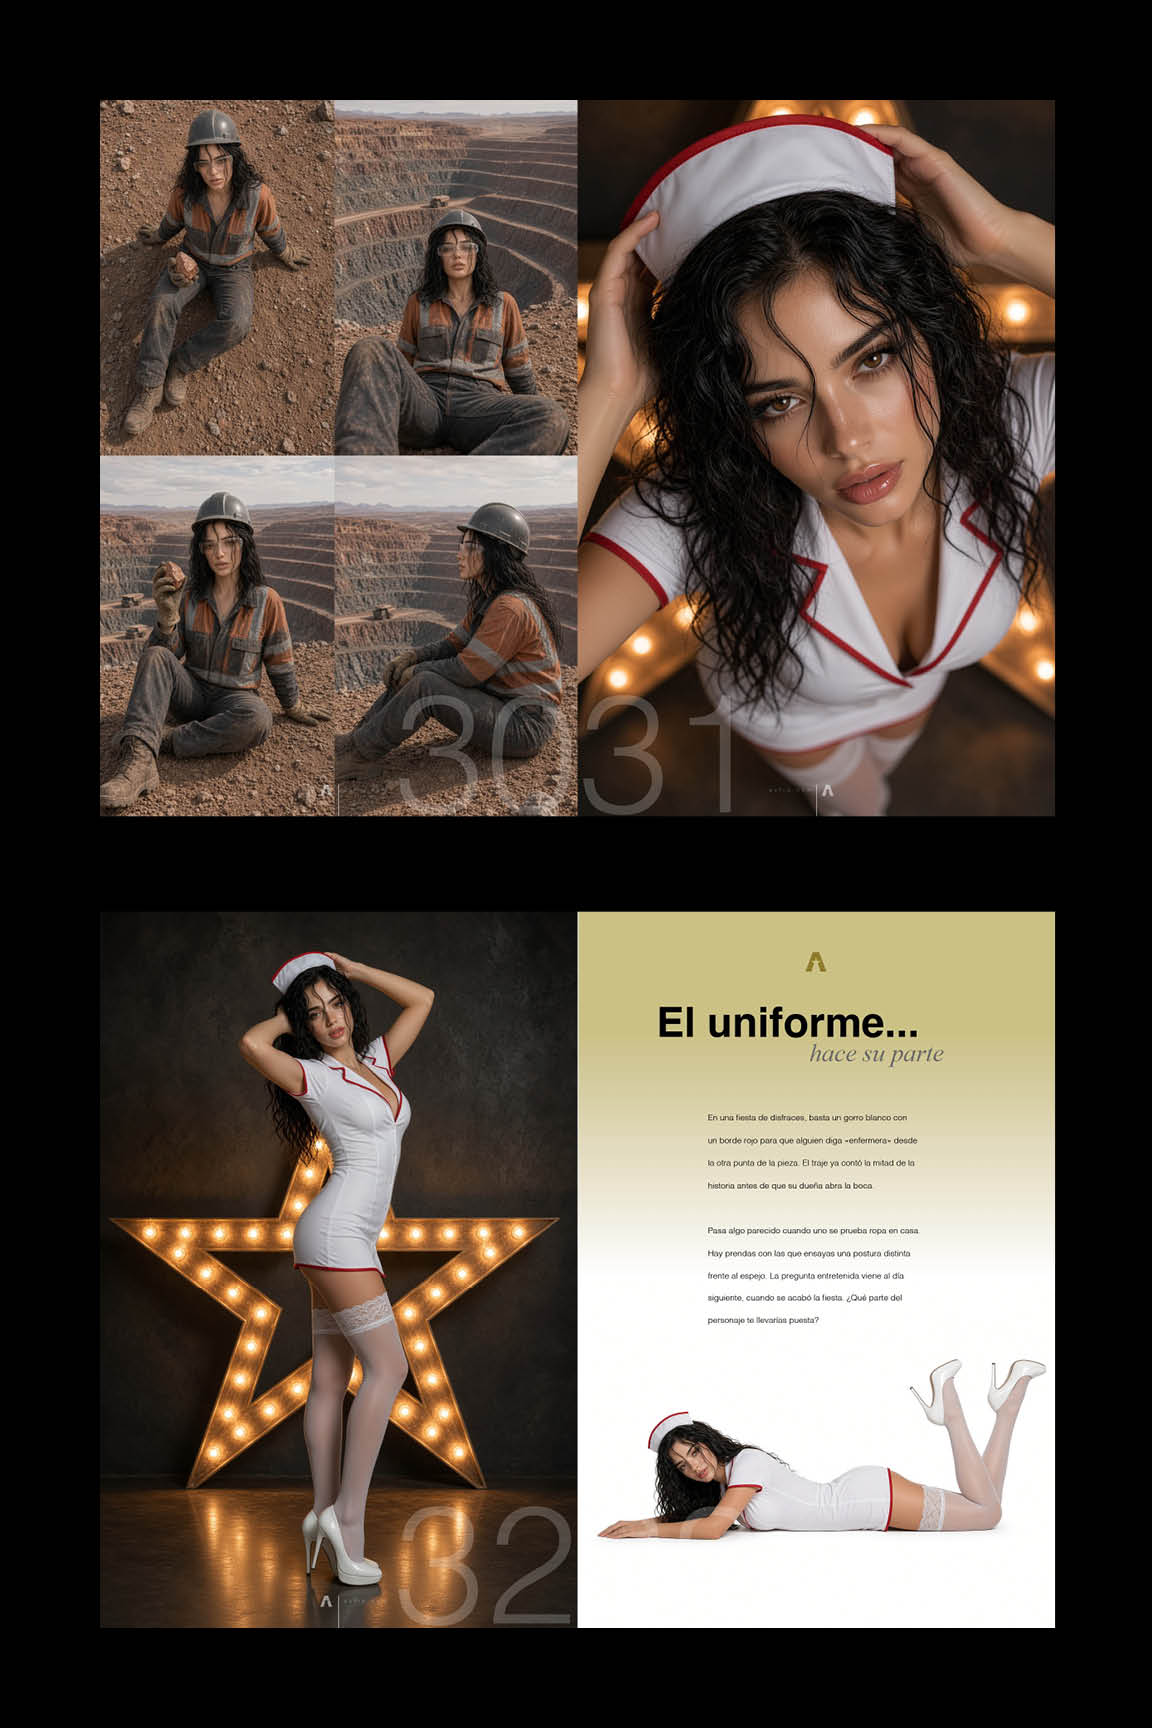 3031
El uniforme...
hace su parte
En una fiesta de disfraces, basta un gorro blanco con
un borde rojo para que alguien diga «enfermera» desde
la otra punta de la pieza. El traje ya contó la mitad de la
historia antes de que su dueña abra la boca.
Pasa algo parecido cuando uno se prueba ropa en casa.
Hay prendas con las que ensayas una postura distinta
frente al espejo. La pregunta entretenida viene al día
siguiente, cuando se acabó la fiesta. ¿Qué parte del
personaje te llevarías puesta?
32